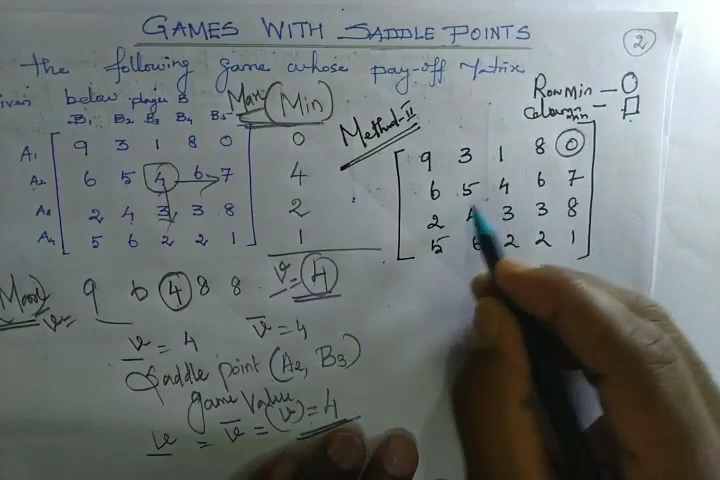 GAMES WITH SADDLE POINTS
2
the following game whose pay-off Matrix
given below player B
B1 B2 B3 B4 B5 Max (Min)
A1 9 3 1 8 0 0
A2 6 5 4 6 7 4
A3 2 4 3 3 8 2
A4 5 6 2 2 1 1
Max 9 6 4 8 8 v = 4
v = 4 v̅ = 4
Saddle point (A2, B3)
Game Value
v = v̅ = (v) = 4
Method-II
Row Min — O
Column — □
9 3 1 8 0
6 5 4 6 7
2 4 3 3 8
5 6 2 2 1